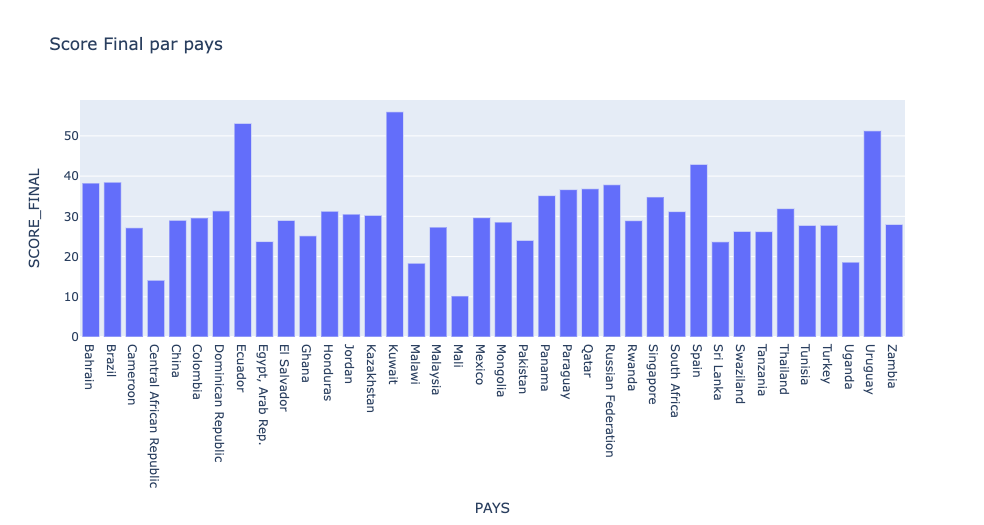 Score Final par pays
SCORE_FINAL
50
40
30
20
10
0
Bahrain
Brazil
Cameroon
Central African Republic
China
Colombia
Dominican Republic
Ecuador
Egypt, Arab Rep.
El Salvador
Ghana
Honduras
Jordan
Kazakhstan
Kuwait
Malawi
Malaysia
Mali
Mexico
Mongolia
Pakistan
Panama
Paraguay
Qatar
Russian Federation
Rwanda
Singapore
South Africa
Spain
Sri Lanka
Swaziland
Tanzania
Thailand
Tunisia
Turkey
Uganda
Uruguay
Zambia
PAYS